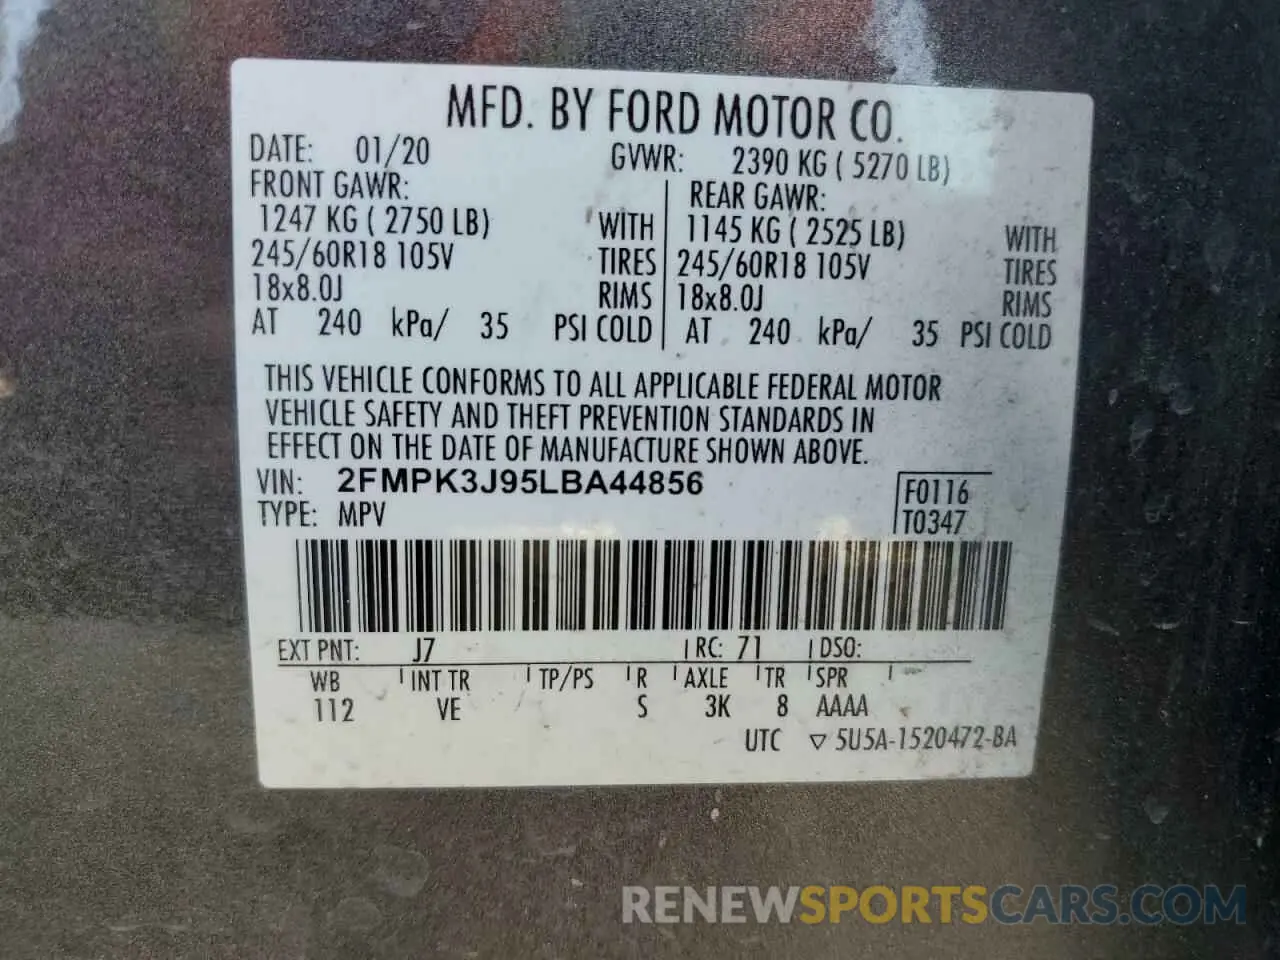 MFD. BY FORD MOTOR CO.
DATE: 01/20 GVWR: 2390 KG ( 5270 LB)
FRONT GAWR: REAR GAWR:
1247 KG ( 2750 LB) WITH 1145 KG ( 2525 LB) WITH
245/60R18 105V TIRES 245/60R18 105V TIRES
18x8.0J RIMS 18x8.0J RIMS
AT 240 kPa/ 35 PSI COLD AT 240 kPa/ 35 PSI COLD
THIS VEHICLE CONFORMS TO ALL APPLICABLE FEDERAL MOTOR
VEHICLE SAFETY AND THEFT PREVENTION STANDARDS IN
EFFECT ON THE DATE OF MANUFACTURE SHOWN ABOVE.
VIN: 2FMPK3J95LBA44856 F0116
TYPE: MPV T0347
EXT PNT: J7 RC: 71 DSO:
WB INT TR TP/PS R AXLE TR SPR
112 VE S 3K 8 AAAA
UTC ▽ 5U5A-1520472-BA
RENEWSPORTSCARS.COM